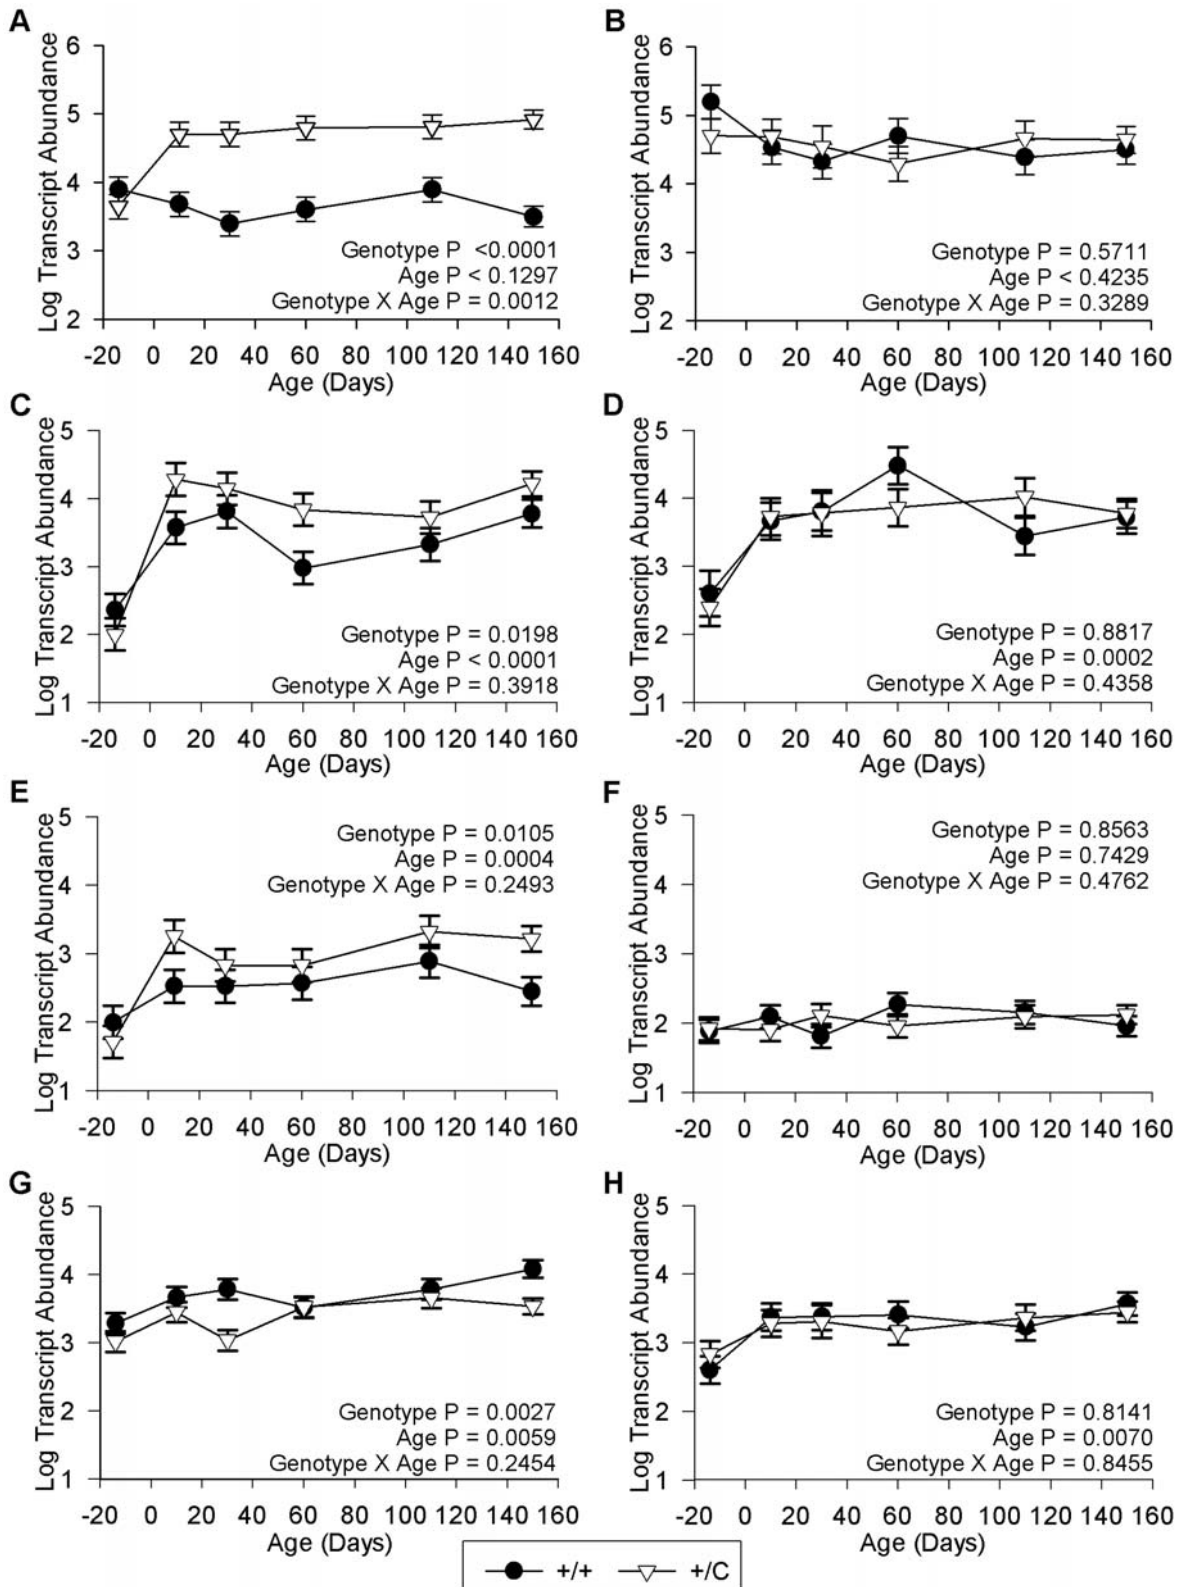 A
Log Transcript Abundance
6
5
4
3
2
Genotype P <0.0001
Age P < 0.1297
Genotype X Age P = 0.0012
-20 0 20 40 60 80 100 120 140 160
Age (Days)
B
Log Transcript Abundance
6
5
4
3
2
Genotype P = 0.5711
Age P < 0.4235
Genotype X Age P = 0.3289
-20 0 20 40 60 80 100 120 140 160
Age (Days)
C
Log Transcript Abundance
5
4
3
2
1
Genotype P = 0.0198
Age P < 0.0001
Genotype X Age P = 0.3918
-20 0 20 40 60 80 100 120 140 160
Age (Days)
D
Log Transcript Abundance
5
4
3
2
1
Genotype P = 0.8817
Age P = 0.0002
Genotype X Age P = 0.4358
-20 0 20 40 60 80 100 120 140 160
Age (Days)
E
Log Transcript Abundance
5
4
3
2
1
Genotype P = 0.0105
Age P = 0.0004
Genotype X Age P = 0.2493
-20 0 20 40 60 80 100 120 140 160
Age (Days)
F
Log Transcript Abundance
5
4
3
2
1
Genotype P = 0.8563
Age P = 0.7429
Genotype X Age P = 0.4762
-20 0 20 40 60 80 100 120 140 160
Age (Days)
G
Log Transcript Abundance
5
4
3
2
1
Genotype P = 0.0027
Age P = 0.0059
Genotype X Age P = 0.2454
-20 0 20 40 60 80 100 120 140 160
Age (Days)
H
Log Transcript Abundance
5
4
3
2
1
Genotype P = 0.8141
Age P = 0.0070
Genotype X Age P = 0.8455
-20 0 20 40 60 80 100 120 140 160
Age (Days)
+/+ +/C